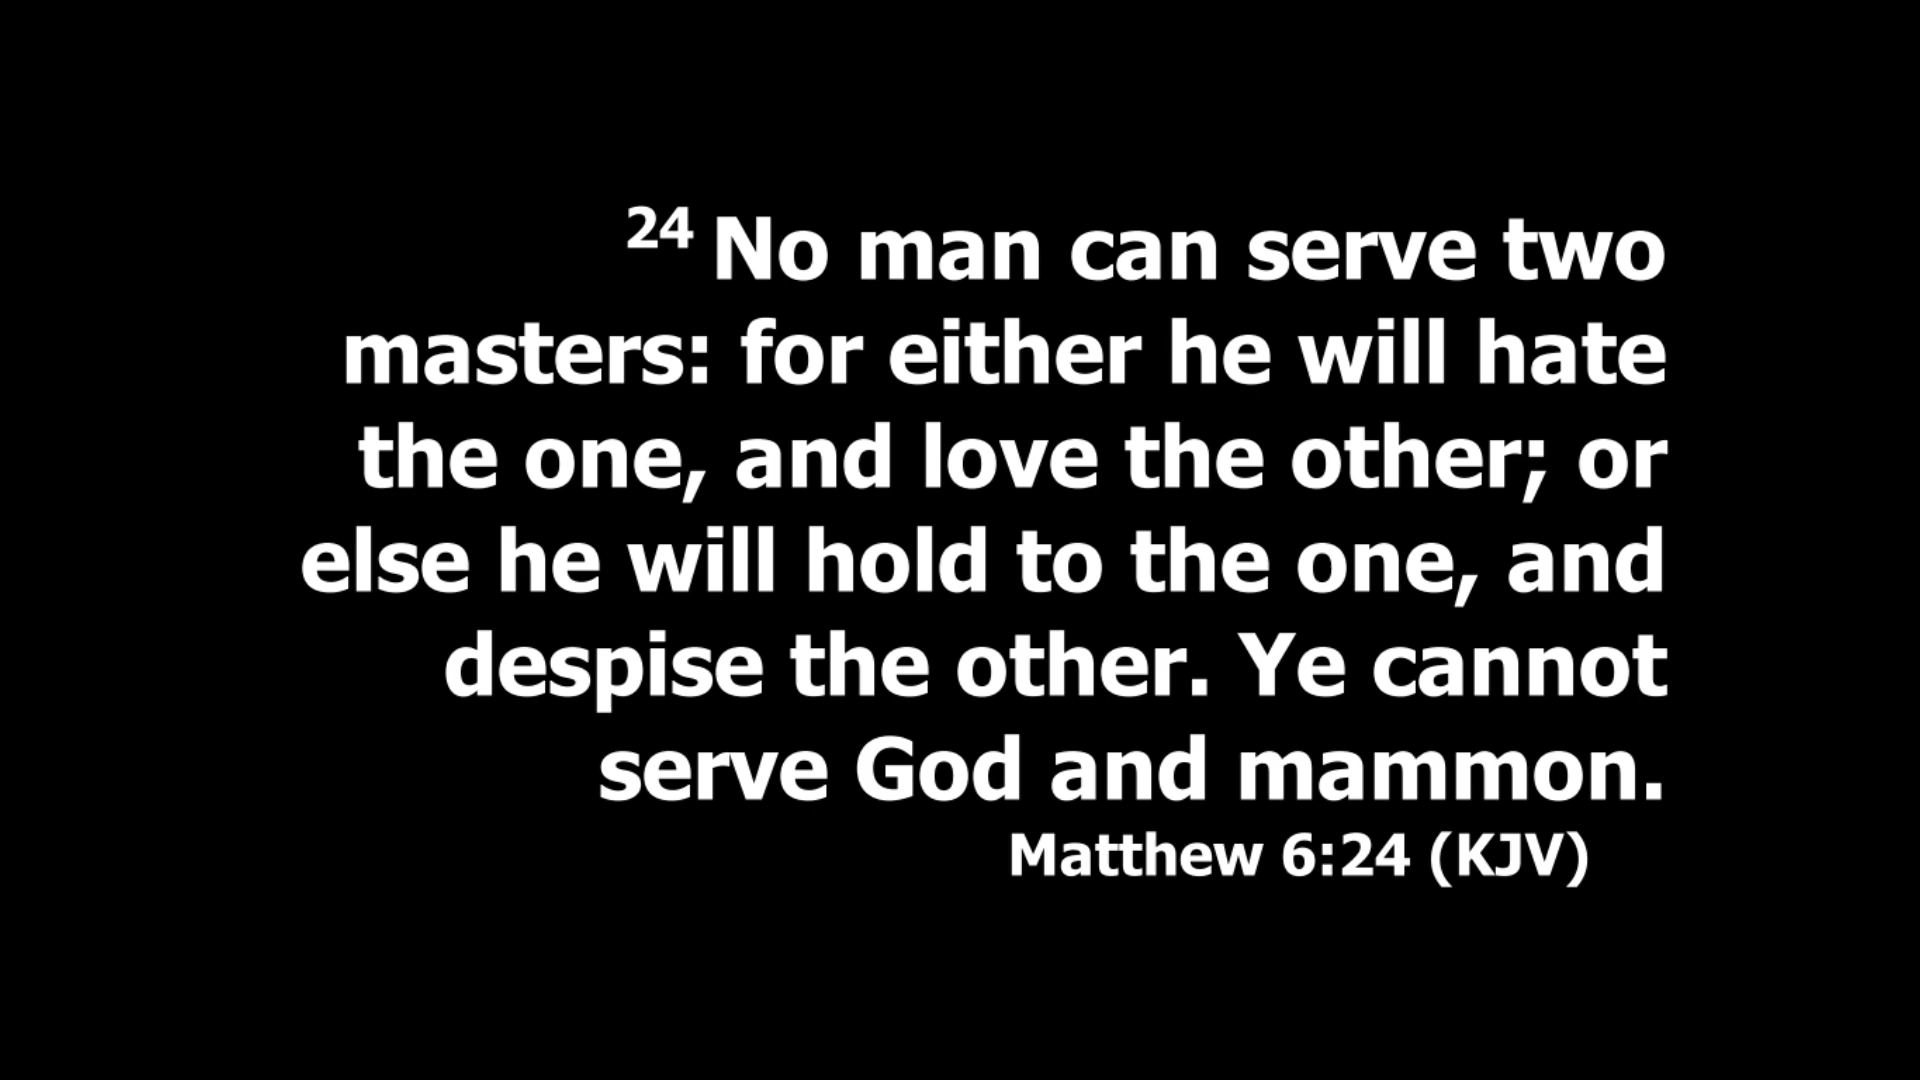 24 No man can serve two
masters: for either he will hate
the one, and love the other; or
else he will hold to the one, and
despise the other. Ye cannot
serve God and mammon.
Matthew 6:24 (KJV)